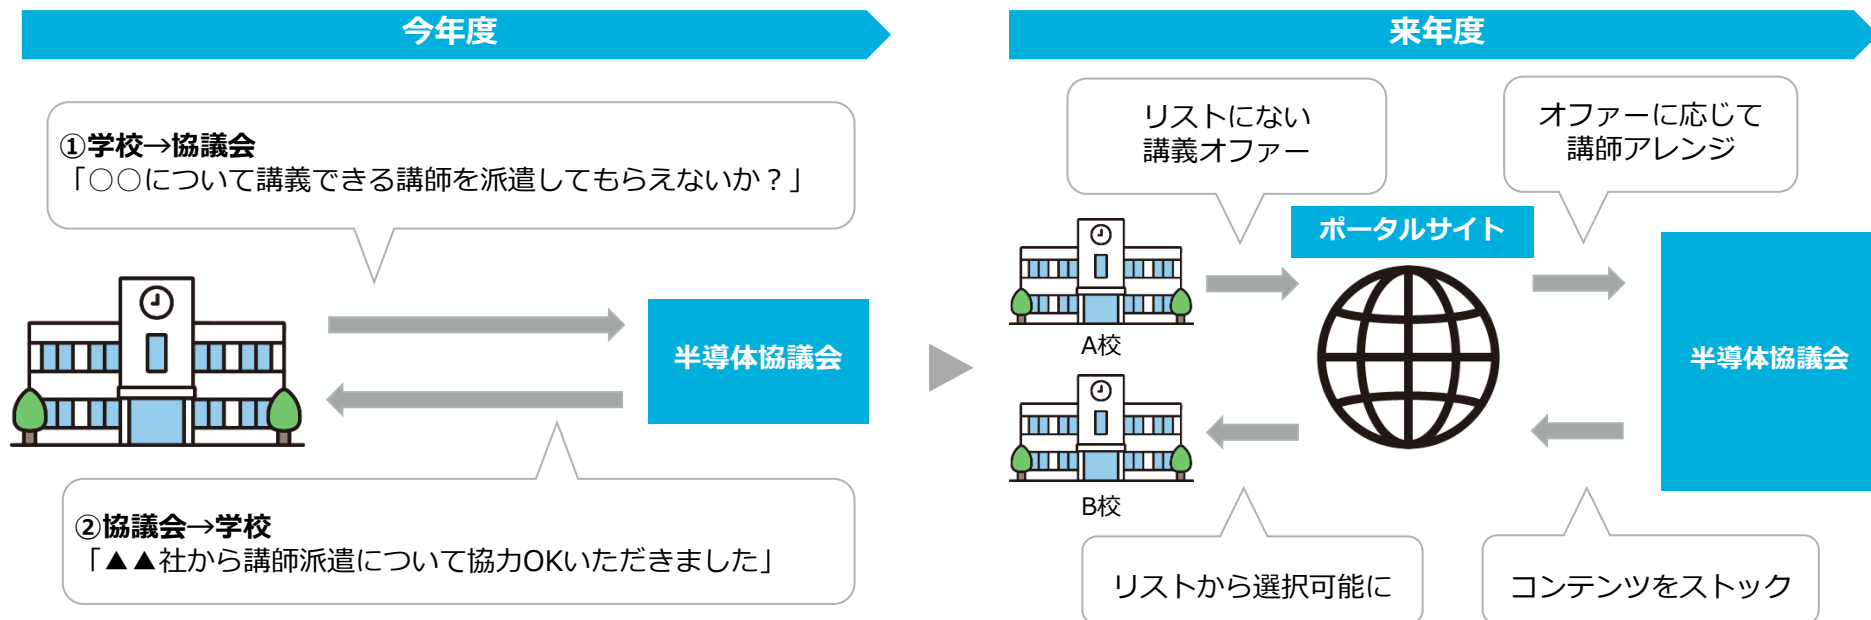 今年度
①学校→協議会
「○○について講義できる講師を派遣してもらえないか？」
半導体協議会
②協議会→学校
「▲▲社から講師派遣について協力OKいただきました」
来年度
リストにない
講義オファー
オファーに応じて
講師アレンジ
ポータルサイト
A校
半導体協議会
B校
リストから選択可能に
コンテンツをストック